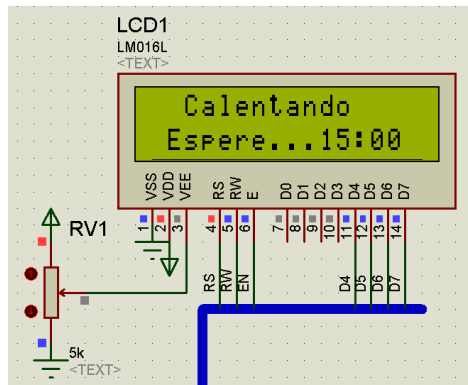 LCD1
LM016L
<TEXT>
Calentando
Espere...15:00
VSS VDD VEE RS RW E D0 D1 D2 D3 D4 D5 D6 D7
1 2 3 4 5 6 7 8 9 10 11 12 13 14
RV1
RS RW EN D4 D5 D6 D7
5k
<TEXT>